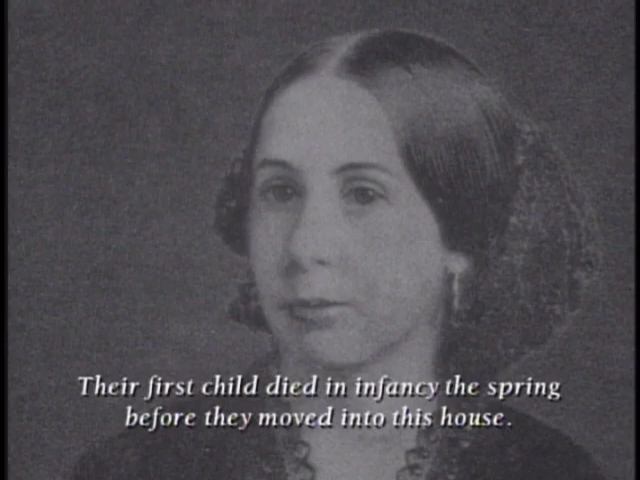 Their first child died in infancy the spring
before they moved into this house.